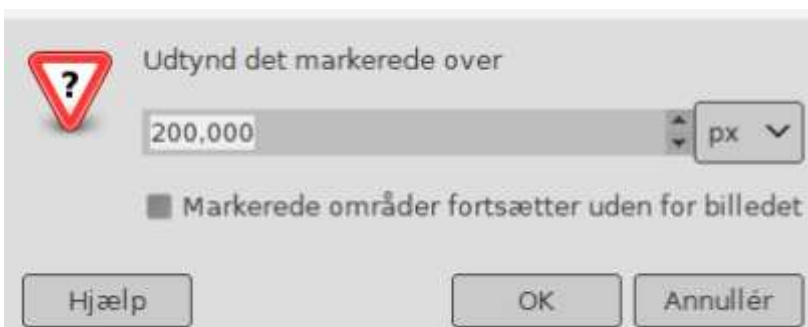 ?
Udtynd det markerede over
200,000 px
Markerede områder fortsætter uden for billedet
Hjælp OK Annullér